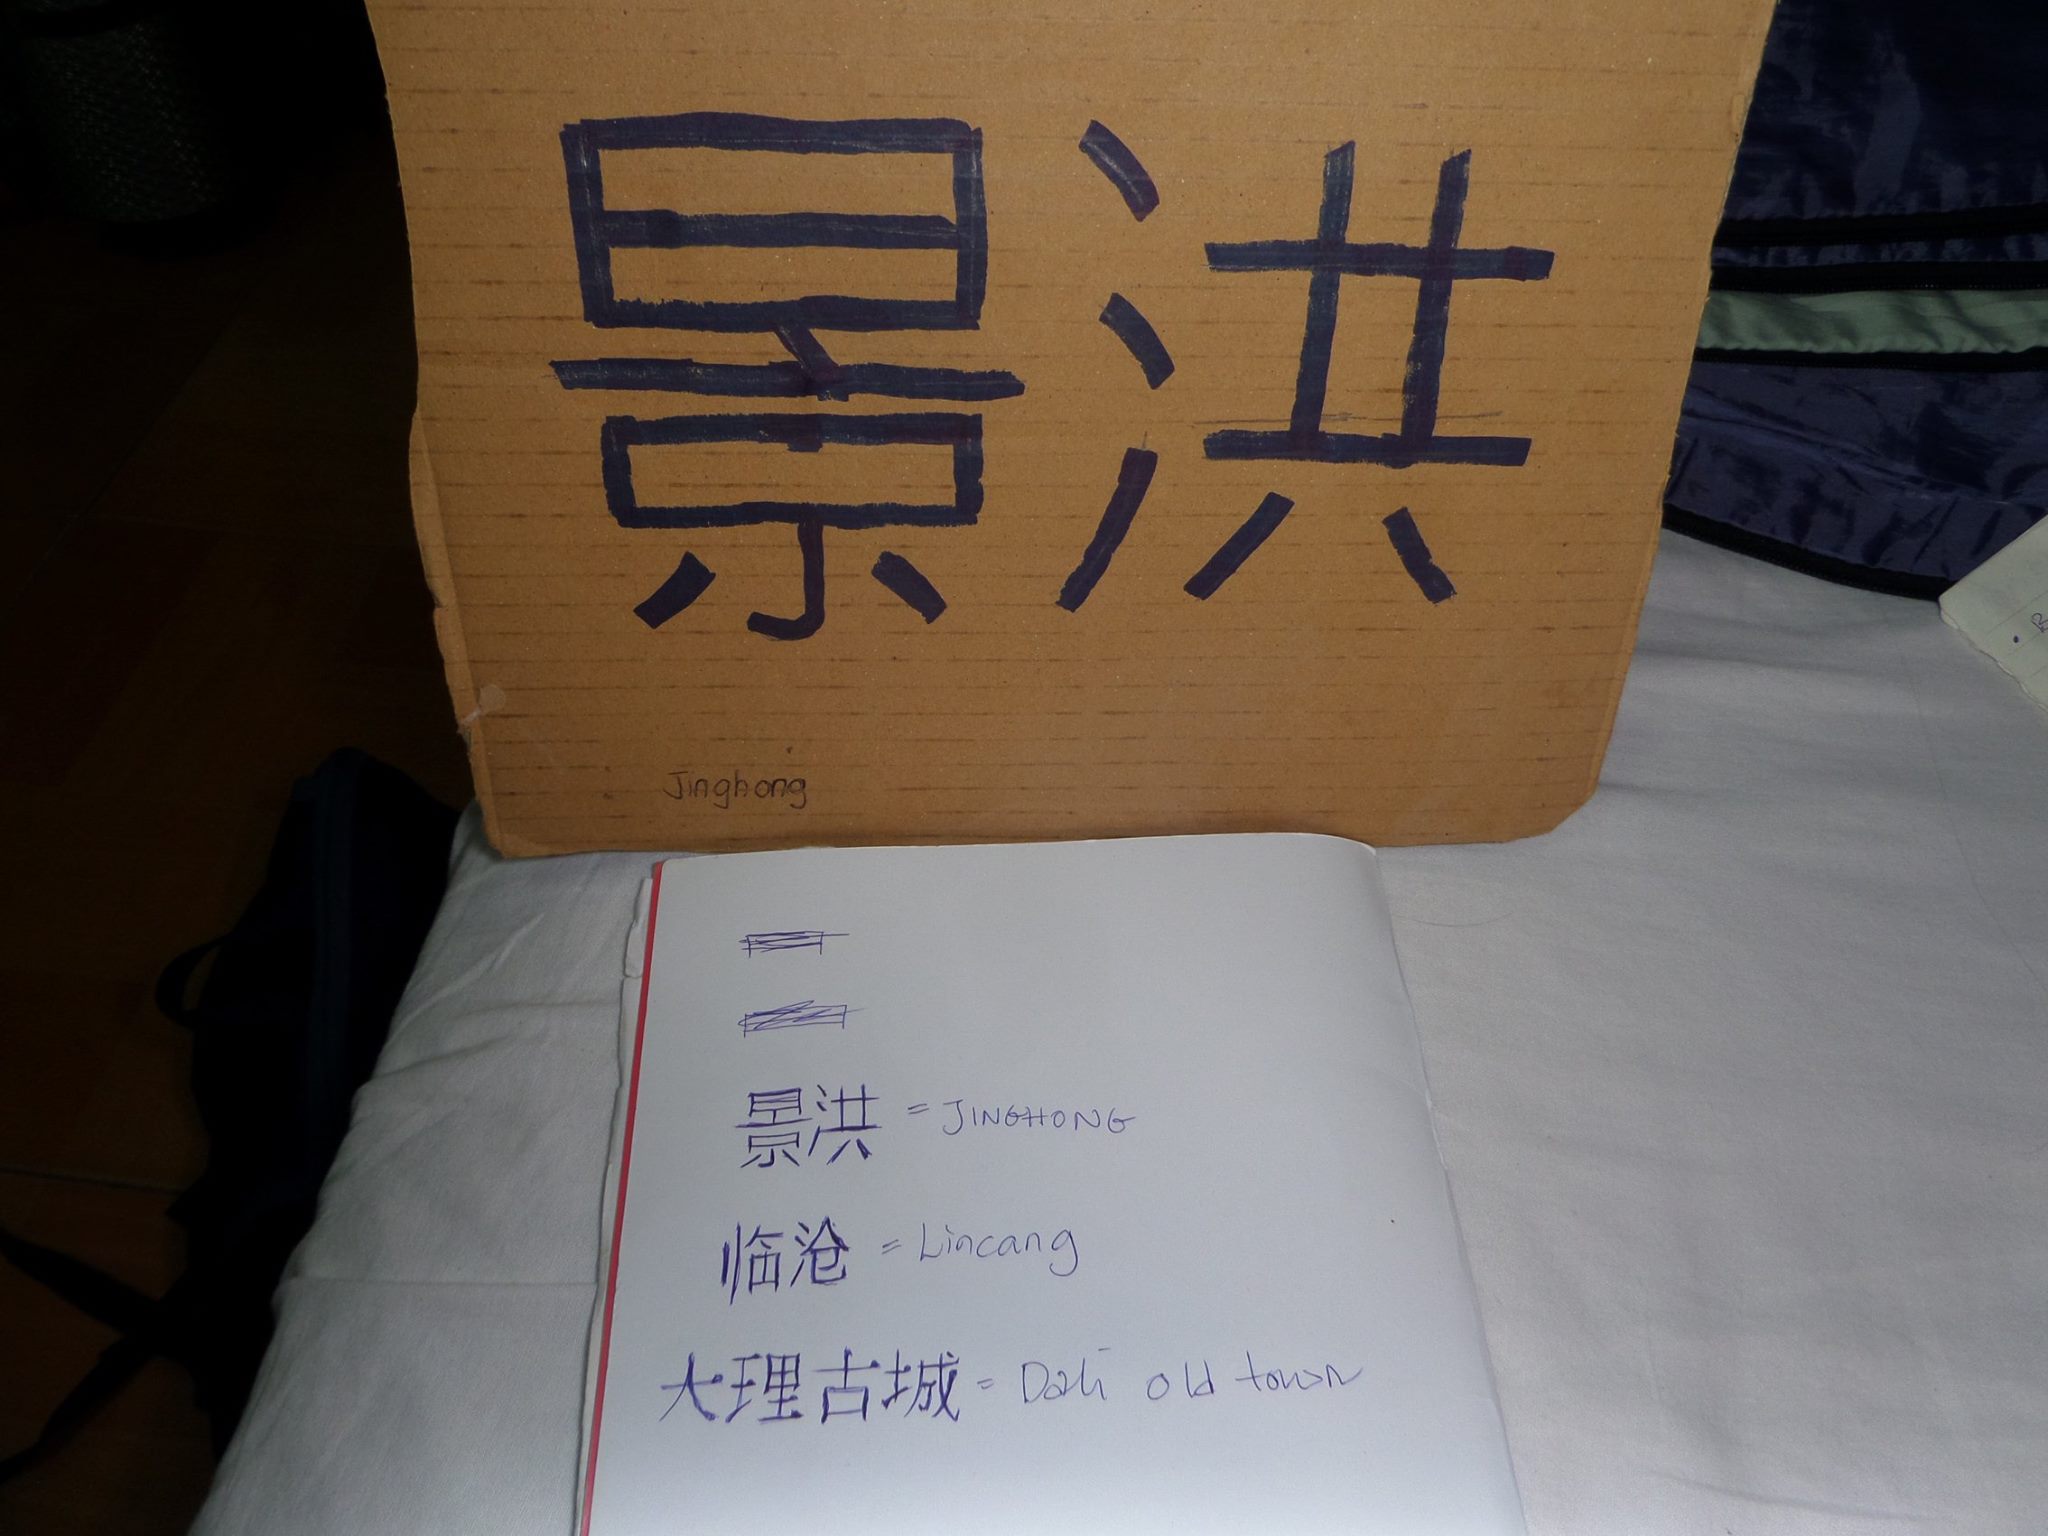 景洪
Jinghong
景洪 = JINGHONG
临沧 = Lincang
大理古城 = Dali old town